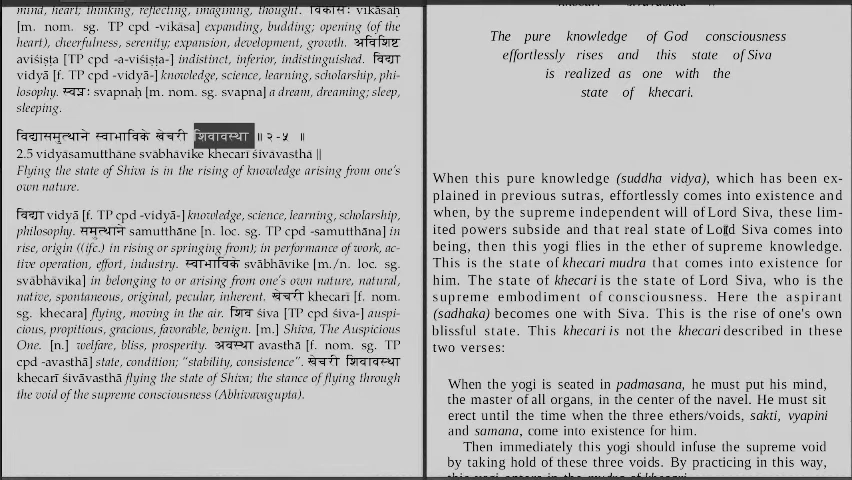 mind, heart; thinking, reflecting, imagining, thought. विकासः vikāsaḥ
[m. nom. sg. TP cpd -vikāsa] expanding, budding; opening (of the
heart), cheerfulness, serenity; expansion, development, growth. अविशिष्ट
aviśiṣṭa [TP cpd -a-viśiṣṭa-] indistinct, inferior, indistinguished. विद्या
vidyā [f. TP cpd -vidyā-] knowledge, science, learning, scholarship, phi-
losophy. स्वप्नः svapnaḥ [m. nom. sg. svapna] a dream, dreaming; sleep,
sleeping.
विद्यासमुत्थाने स्वाभाविके खेचरी शिवावस्था ॥ २-५ ॥
2.5 vidyāsamutthāne svābhāvike khecarī śivāvasthā ||
Flying the state of Shiva is in the rising of knowledge arising from one's
own nature.
विद्या vidyā [f. TP cpd -vidyā-] knowledge, science, learning, scholarship,
philosophy. समुत्थाने samutthāne [n. loc. sg. TP cpd -samutthāna] in
rise, origin ((ifc.) in rising or springing from); in performance of work, ac-
tive operation, effort, industry. स्वाभाविके svābhāvike [m./n. loc. sg.
svābhāvika] in belonging to or arising from one's own nature, natural,
native, spontaneous, original, pecular, inherent. खेचरी khecarī [f. nom.
sg. khecara] flying, moving in the air. शिव śiva [TP cpd śiva-] auspi-
cious, propitious, gracious, favorable, benign. [m.] Shiva, The Auspicious
One. [n.] welfare, bliss, prosperity. अवस्था avasthā [f. nom. sg. TP
cpd -avasthā] state, condition; "stability, consistence". खेचरी शिवावस्था
khecarī śivāvasthā flying the state of Shiva; the stance of flying through
the void of the supreme consciousness (Abhivavagupta).
The pure knowledge of God consciousness
effortlessly rises and this state of Siva
is realized as one with the
state of khecari.
When this pure knowledge (suddha vidya), which has been ex-
plained in previous sutras, effortlessly comes into existence and
when, by the supreme independent will of Lord Siva, these lim-
ited powers subside and that real state of Lord Siva comes into
being, then this yogi flies in the ether of supreme knowledge.
This is the state of khecari mudra that comes into existence for
him. The state of khecari is the state of Lord Siva, who is the
supreme embodiment of consciousness. Here the aspirant
(sadhaka) becomes one with Siva. This is the rise of one's own
blissful state. This khecari is not the khecari described in these
two verses:
When the yogi is seated in padmasana, he must put his mind,
the master of all organs, in the center of the navel. He must sit
erect until the time when the three ethers/voids, sakti, vyapini
and samana, come into existence for him.
Then immediately this yogi should infuse the supreme void
by taking hold of these three voids. By practicing in this way,
this yogi enters in the mudra of khecari.